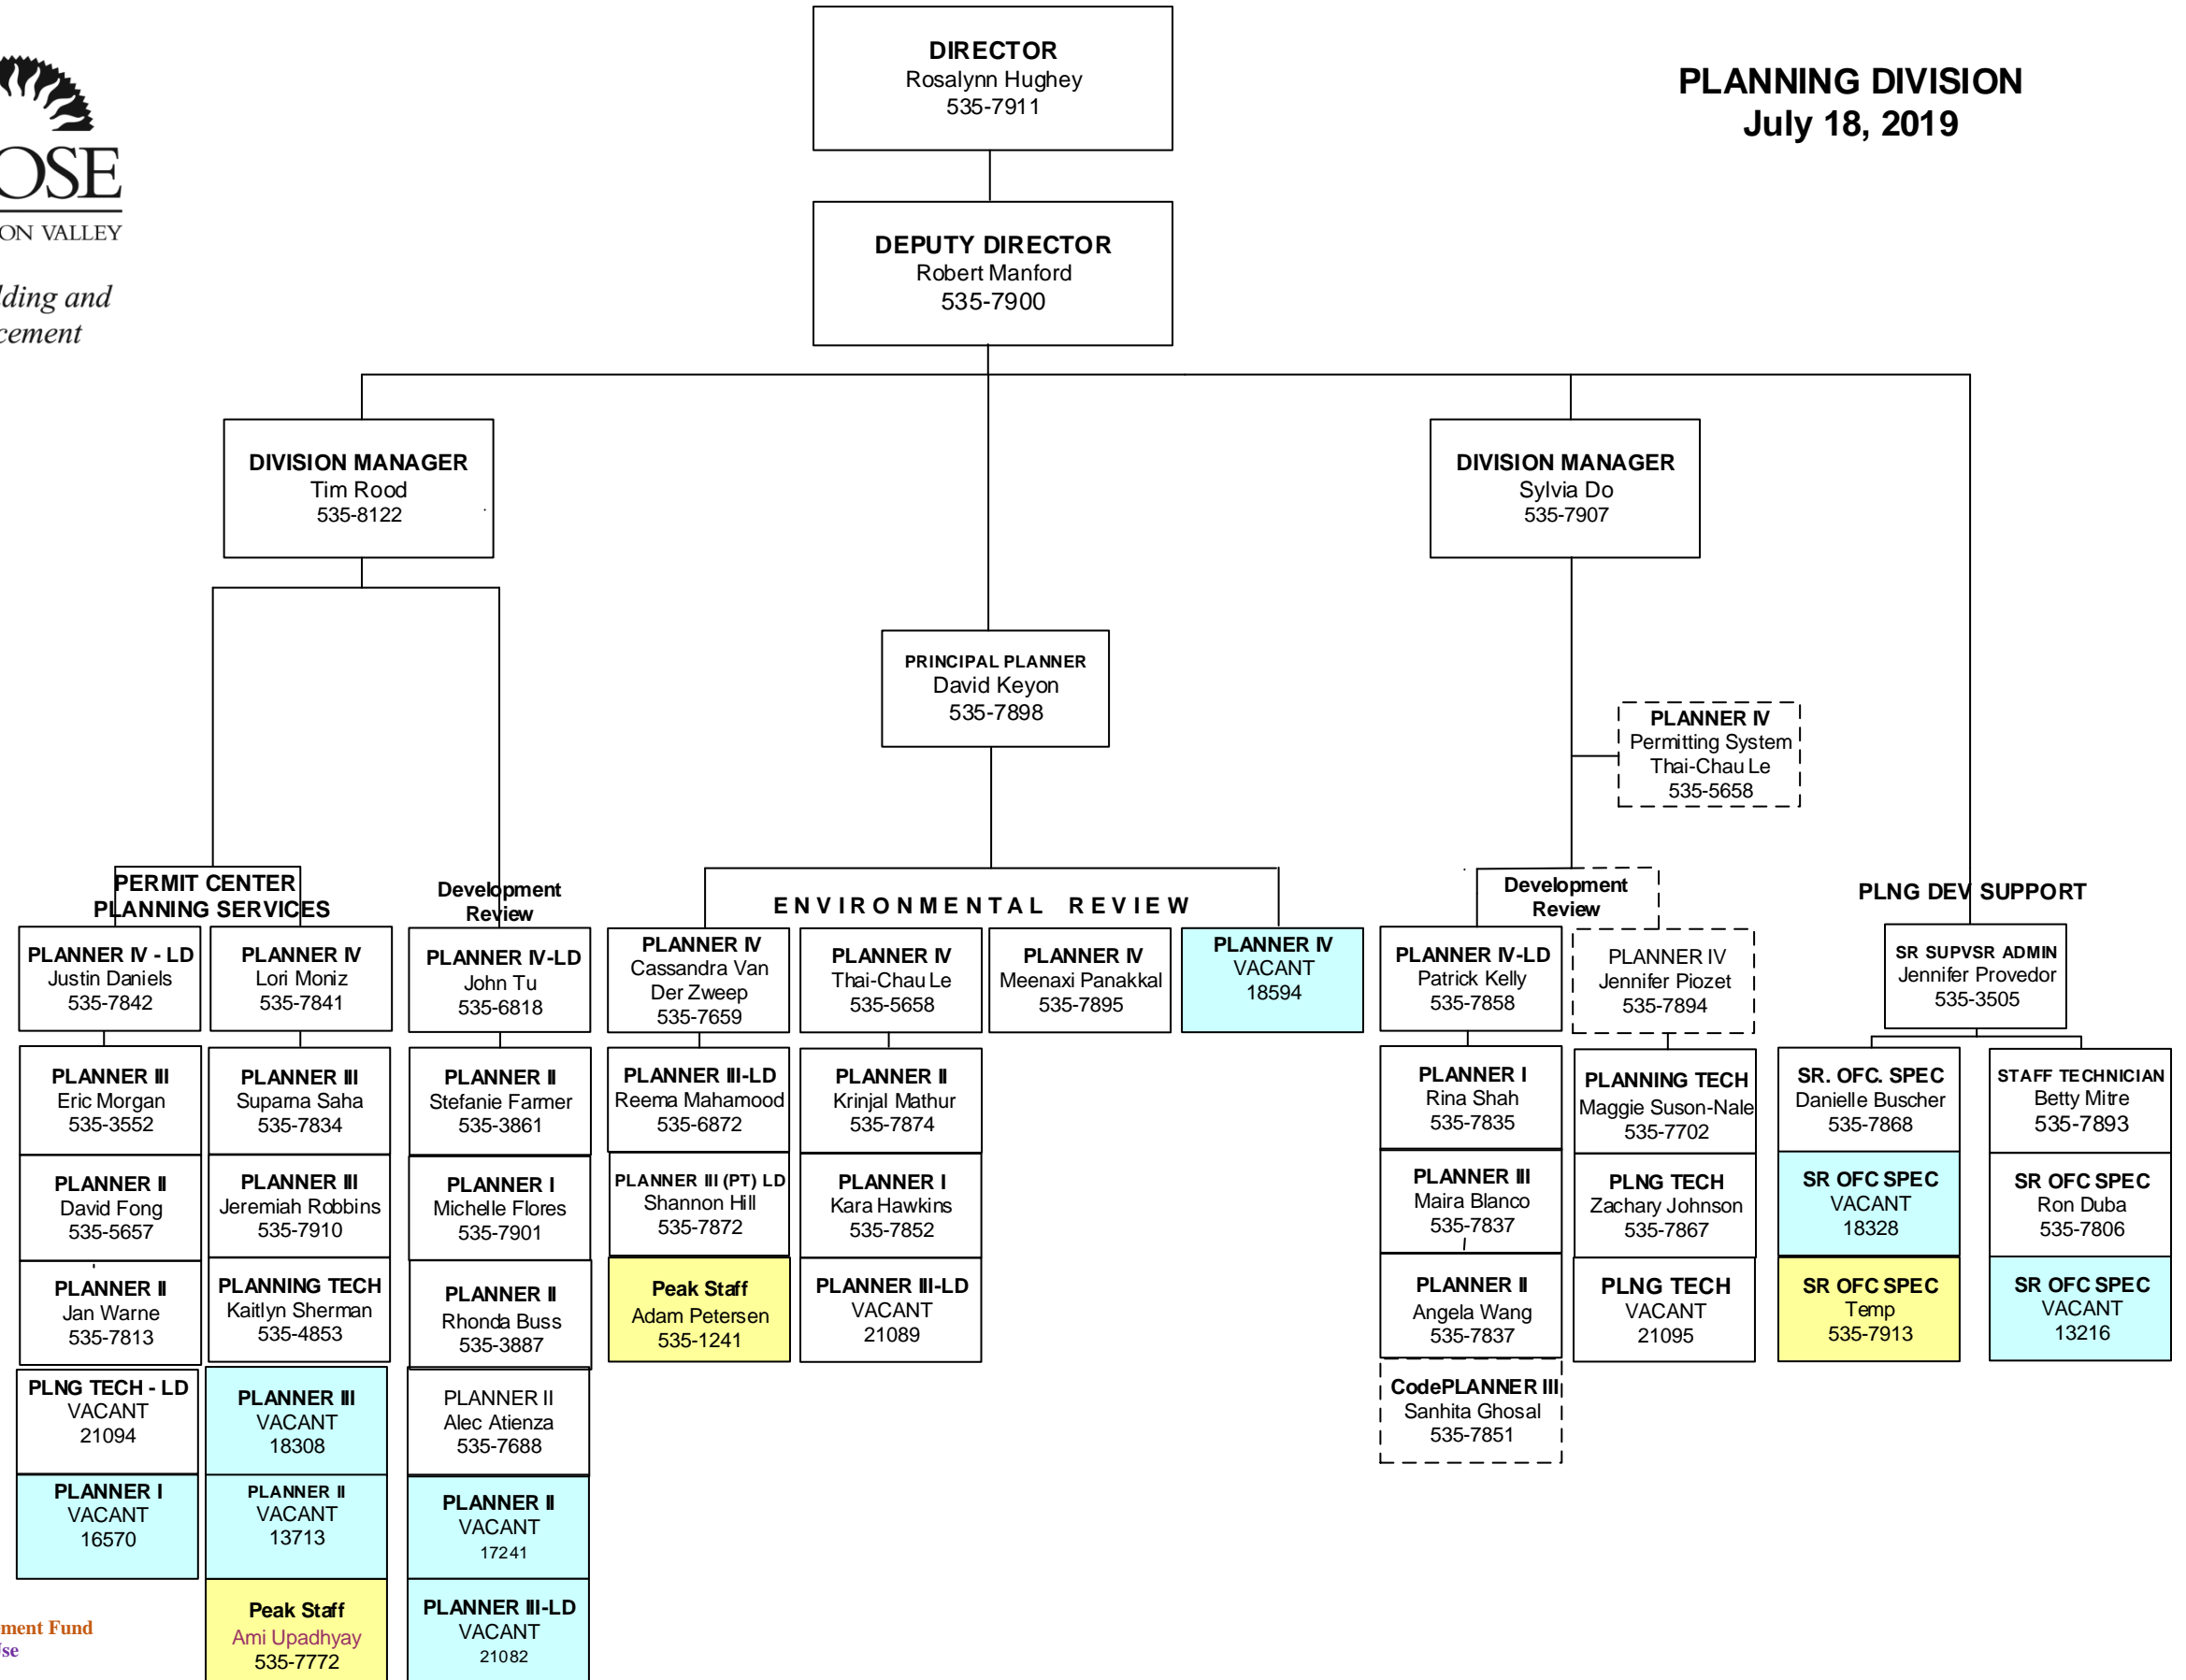 OSE
ON VALLEY
lding and
cement
PLANNING DIVISION
July 18, 2019
DIRECTOR
Rosalynn Hughey
535-7911
DEPUTY DIRECTOR
Robert Manford
535-7900
DIVISION MANAGER
Tim Rood
535-8122
DIVISION MANAGER
Sylvia Do
535-7907
PRINCIPAL PLANNER
David Keyon
535-7898
PLANNER IV
Permitting System
Thai-Chau Le
535-5658
PERMIT CENTER
PLANNING SERVICES
PLANNER IV - LD
Justin Daniels
535-7842
PLANNER III
Eric Morgan
535-3552
PLANNER II
David Fong
535-5657
PLANNER II
Jan Warne
535-7813
PLNG TECH - LD
VACANT
21094
PLANNER I
VACANT
16570
PLANNER IV
Lori Moniz
535-7841
PLANNER III
Suparna Saha
535-7834
PLANNER III
Jeremiah Robbins
535-7910
PLANNING TECH
Kaitlyn Sherman
535-4853
PLANNER III
VACANT
18308
PLANNER II
VACANT
13713
Peak Staff
Ami Upadhyay
535-7772
Development
Review
PLANNER IV-LD
John Tu
535-6818
PLANNER II
Stefanie Farmer
535-3861
PLANNER I
Michelle Flores
535-7901
PLANNER II
Rhonda Buss
535-3887
PLANNER II
Alec Atienza
535-7688
PLANNER II
VACANT
17241
PLANNER III-LD
VACANT
21082
ENVIRONMENTAL REVIEW
PLANNER IV
Cassandra Van
Der Zweep
535-7659
PLANNER III-LD
Reema Mahamood
535-6872
PLANNER III (PT) LD
Shannon Hill
535-7872
Peak Staff
Adam Petersen
535-1241
PLANNER IV
Thai-Chau Le
535-5658
PLANNER II
Krinjal Mathur
535-7874
PLANNER I
Kara Hawkins
535-7852
PLANNER III-LD
VACANT
21089
PLANNER IV
Meenaxi Panakkal
535-7895
PLANNER IV
VACANT
18594
Development
Review
PLANNER IV-LD
Patrick Kelly
535-7858
PLANNER I
Rina Shah
535-7835
PLANNER III
Maira Blanco
535-7837
PLANNER II
Angela Wang
535-7837
CodePLANNER III
Sanhita Ghosal
535-7851
PLANNER IV
Jennifer Piozet
535-7894
PLANNING TECH
Maggie Suson-Nale
535-7702
PLNG TECH
Zachary Johnson
535-7867
PLNG TECH
VACANT
21095
PLNG DEV SUPPORT
SR SUPVSR ADMIN
Jennifer Provedor
535-3505
SR. OFC. SPEC
Danielle Buscher
535-7868
SR OFC SPEC
VACANT
18328
SR OFC SPEC
Temp
535-7913
STAFF TECHNICIAN
Betty Mitre
535-7893
SR OFC SPEC
Ron Duba
535-7806
SR OFC SPEC
VACANT
13216
ement Fund
Use